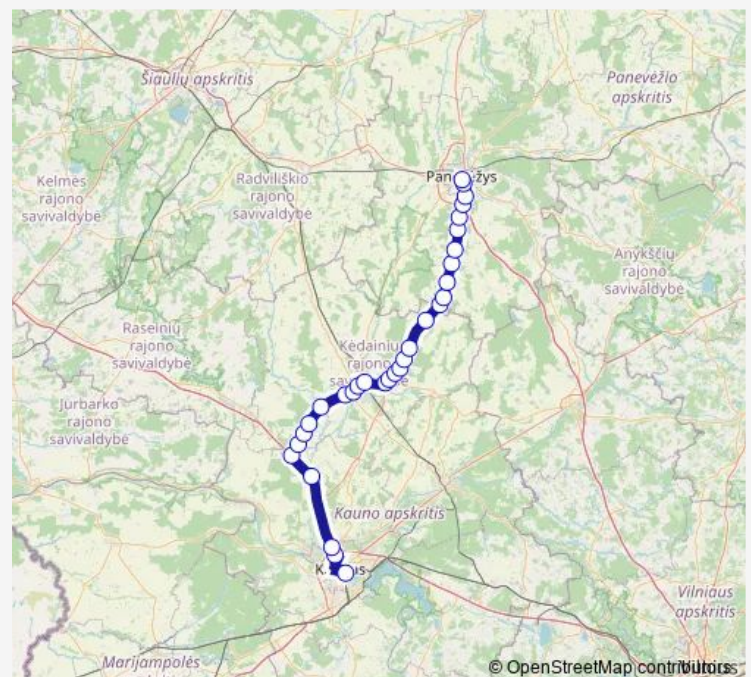 Šiaulių apskritis
Panevėžio
apskritis
Kelmės
rajono
savivaldybė
Radviliškio
rajono
savivaldybė
Anykščių
rajono
savivaldybė
Raseinių
rajono
savivaldybė
Kėdainių
rajono
Jurbarko
rajono
savivaldybė
Kauno apskritis
Vilniaus
apskritis
Marijampolės
© OpenStreetMap contributors